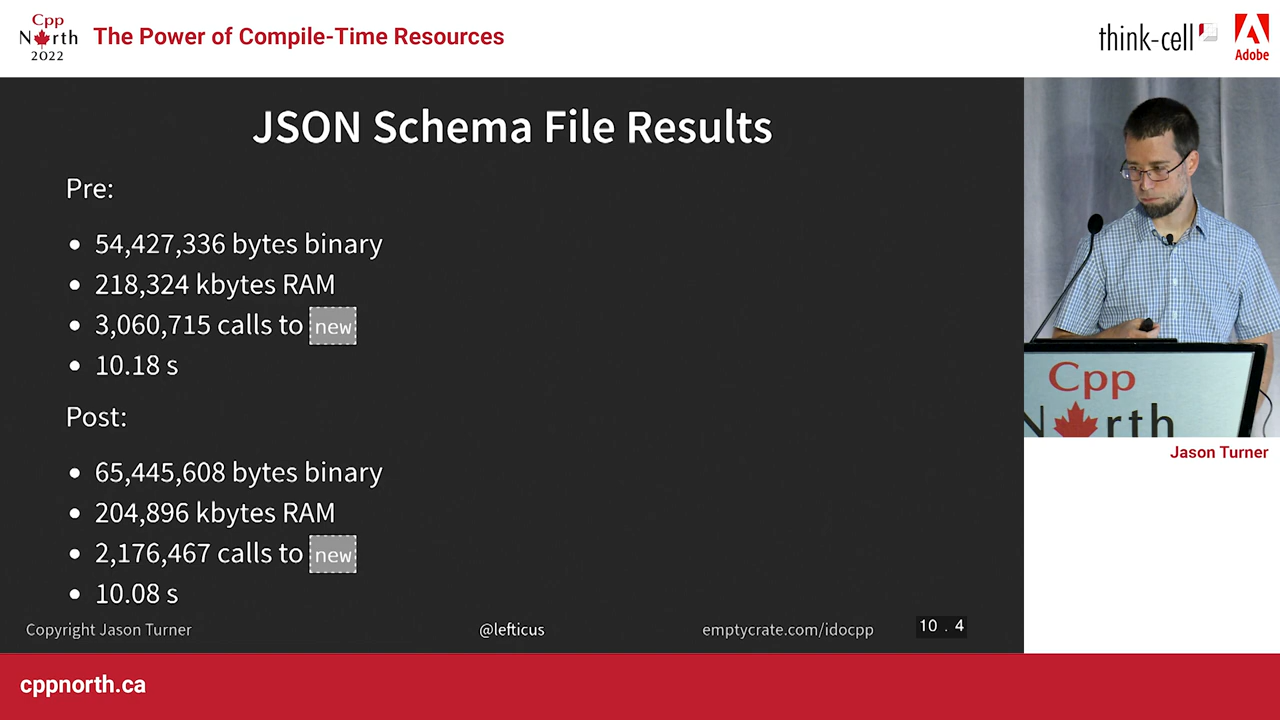 Cpp
North
2022
The Power of Compile-Time Resources
think-cell
Adobe
JSON Schema File Results
Pre:
54,427,336 bytes binary
218,324 kbytes RAM
3,060,715 calls to new
10.18 s
Post:
65,445,608 bytes binary
204,896 kbytes RAM
2,176,467 calls to new
10.08 s
Copyright Jason Turner
@lefticus
emptycrate.com/idocpp
10 . 4
Cpp
North
Jason Turner
cppnorth.ca